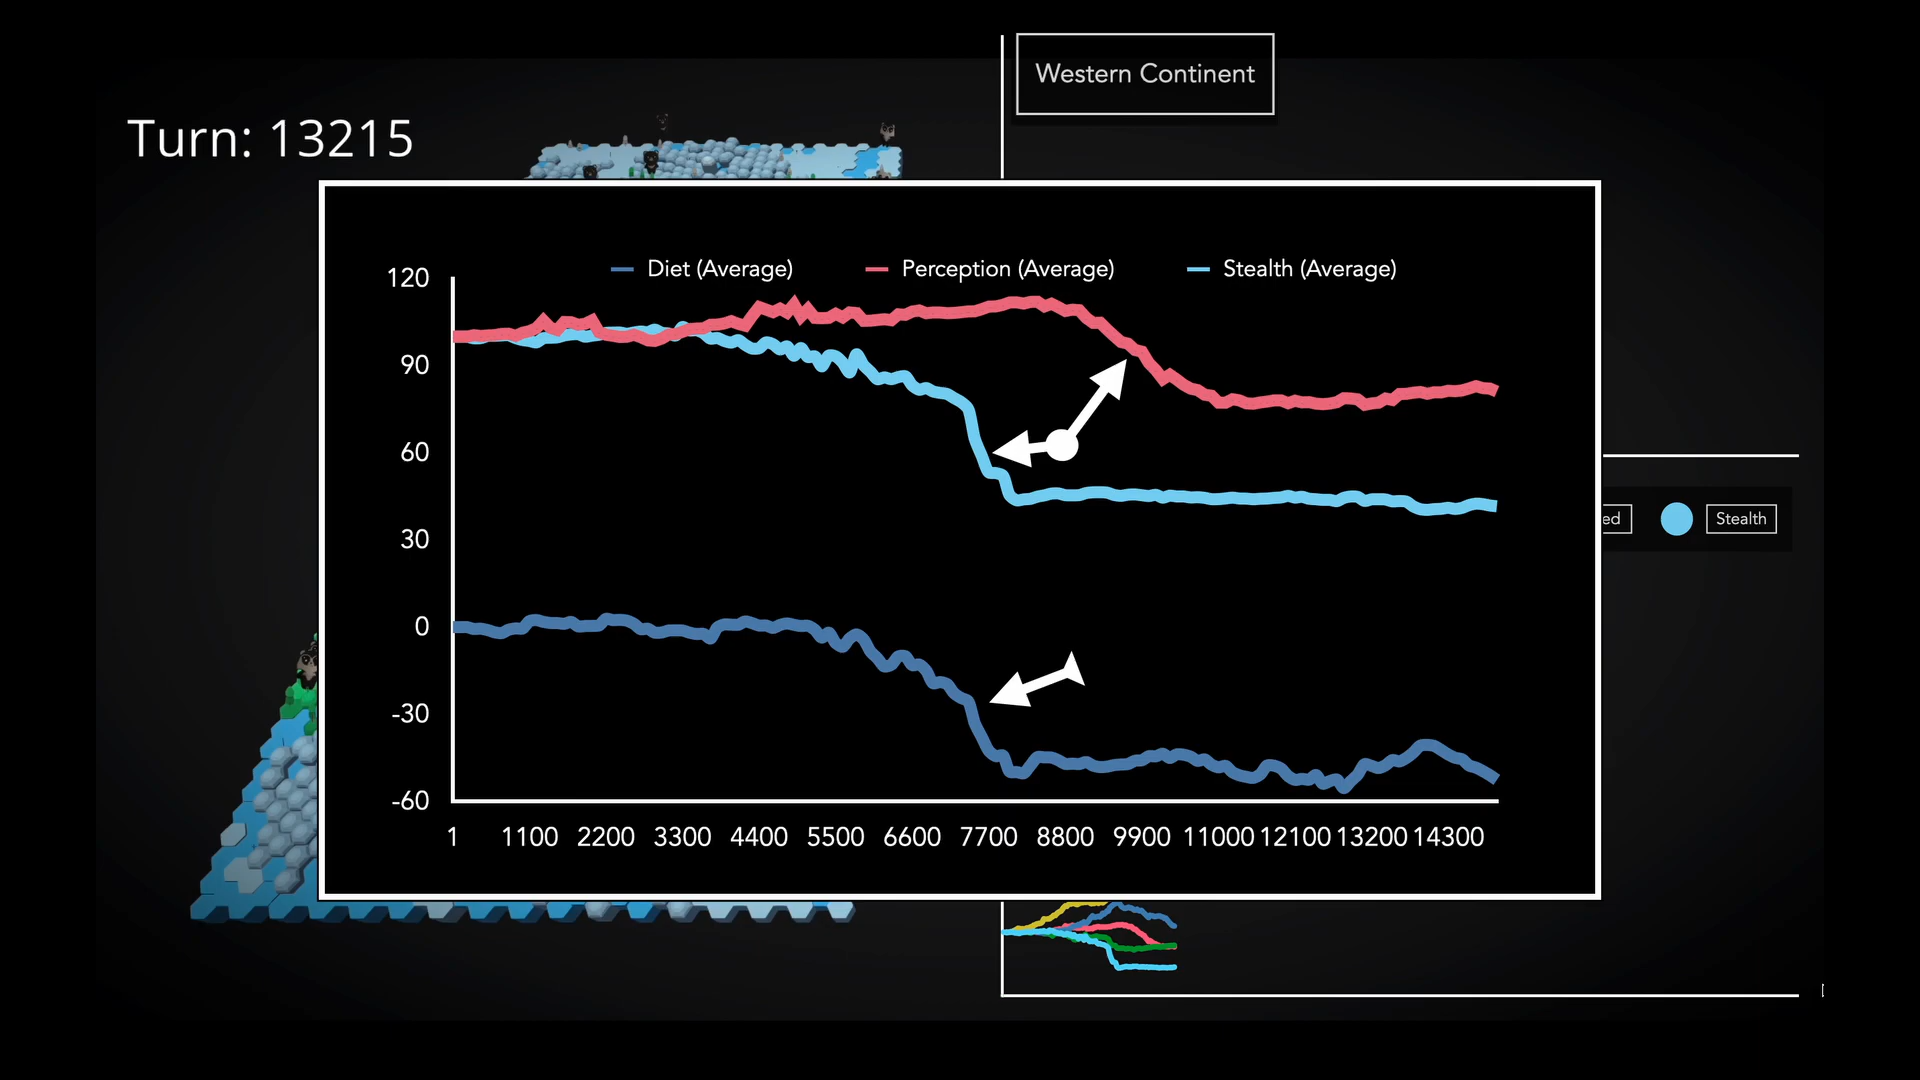 Western Continent
Turn: 13215
Diet (Average) Perception (Average) Stealth (Average)
120
90
60
30
0
-30
-60
1 1100 2200 3300 4400 5500 6600 7700 8800 9900 11000 12100 13200 14300
ed Stealth